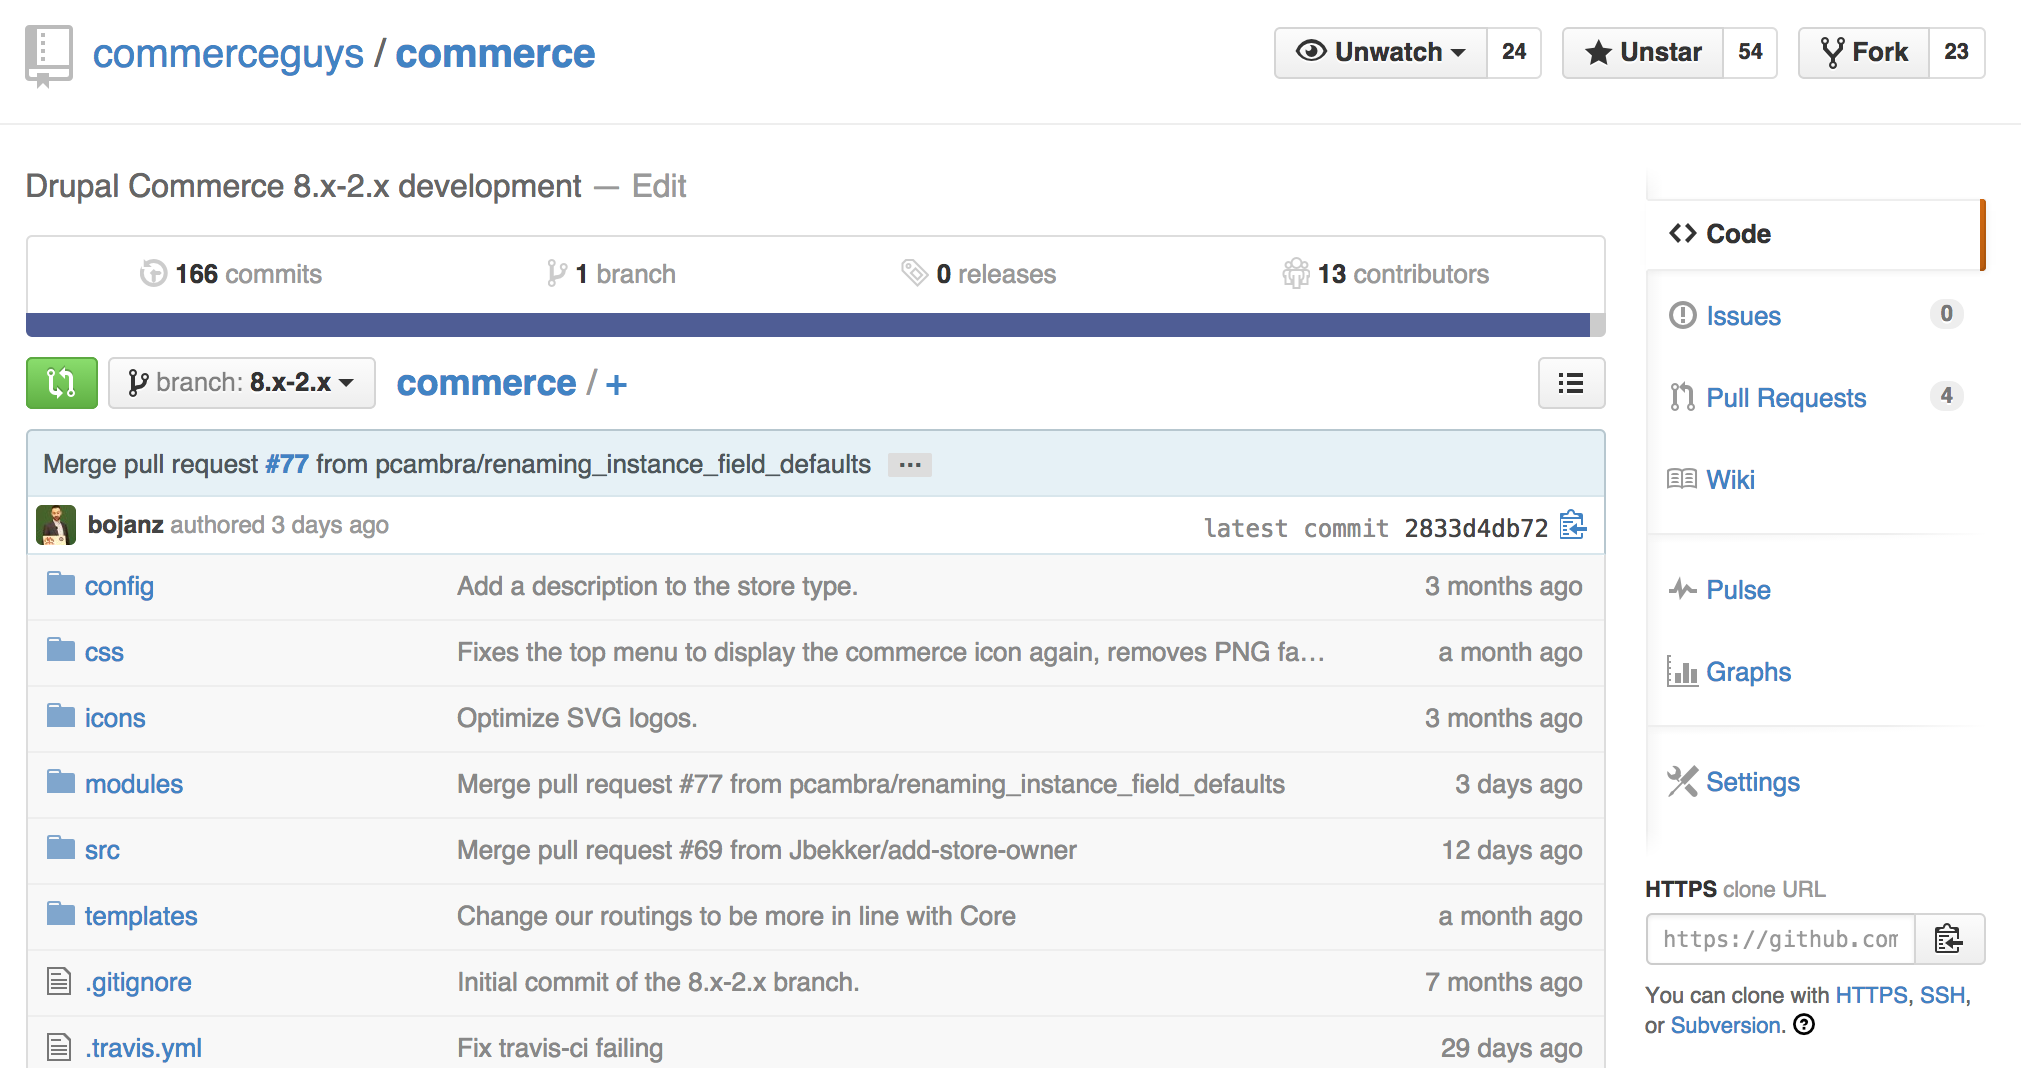 commerceguys / commerce
Unwatch 24
Unstar 54
Fork 23
Drupal Commerce 8.x-2.x development — Edit
166 commits
1 branch
0 releases
13 contributors
branch: 8.x-2.x
commerce / +
Merge pull request #77 from pcambra/renaming_instance_field_defaults ...
bojanz authored 3 days ago
latest commit 2833d4db72
config Add a description to the store type. 3 months ago
css Fixes the top menu to display the commerce icon again, removes PNG fa... a month ago
icons Optimize SVG logos. 3 months ago
modules Merge pull request #77 from pcambra/renaming_instance_field_defaults 3 days ago
src Merge pull request #69 from Jbekker/add-store-owner 12 days ago
templates Change our routings to be more in line with Core a month ago
.gitignore Initial commit of the 8.x-2.x branch. 7 months ago
.travis.yml Fix travis-ci failing 29 days ago
Code
Issues 0
Pull Requests 4
Wiki
Pulse
Graphs
Settings
HTTPS clone URL
https://github.com
You can clone with HTTPS, SSH,
or Subversion.